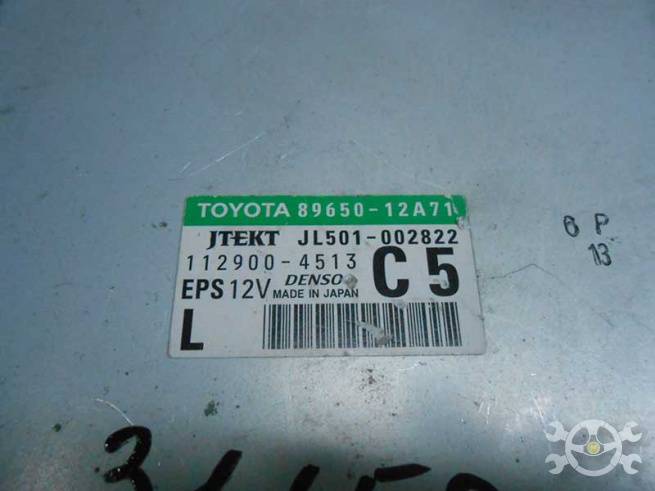 TOYOTA 89650-12A71
JTEKT JL501-002822
112900-4513 C5
EPS 12V DENSO
MADE IN JAPAN
L
6 P
13